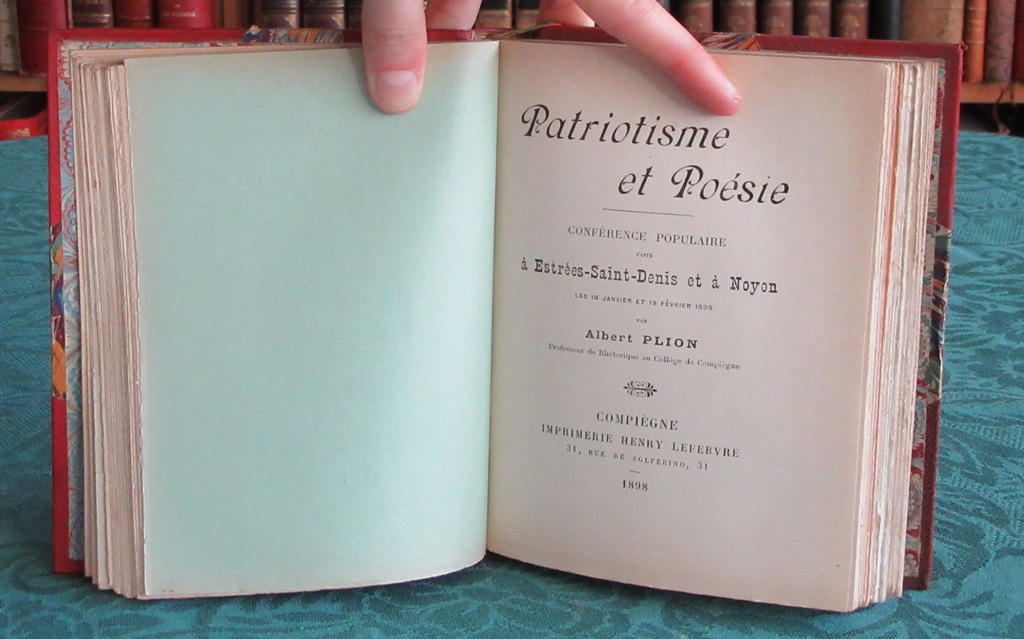 Patriotisme
et Poésie
CONFÉRENCE POPULAIRE
FAITE
à Estrées-Saint-Denis et à Noyon
LES 18 JANVIER ET 19 FÉVRIER 1898
PAR
Albert PLION
Professeur de Rhétorique au Collège de Compiègne
COMPIÈGNE
IMPRIMERIE HENRY LEFEBVRE
31, RUE DE SOLFERINO, 31
1898